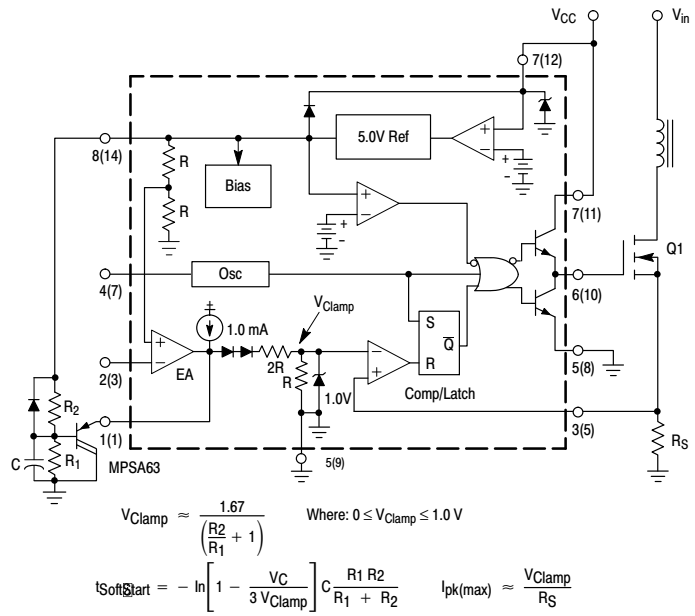 VCC
Vin
7(12)
5.0V Ref
+
-
+
-
8(14)
R
Bias
R
+
-
+
-
7(11)
Q1
Osc
4(7)
6(10)
VClamp
+
-
1.0 mA
S
Q
R
2R
R
1.0V
-
+
EA
2(3)
Comp/Latch
5(8)
3(5)
R2
1(1)
C
R1
MPSA63
5(9)
RS
VClamp ≈ 1.67 / (R2/R1 + 1) Where: 0 ≤ VClamp ≤ 1.0 V
tSoftStart = - ln[1 - VC / 3 VClamp] C R1 R2 / R1 + R2 Ipk(max) ≈ VClamp / RS